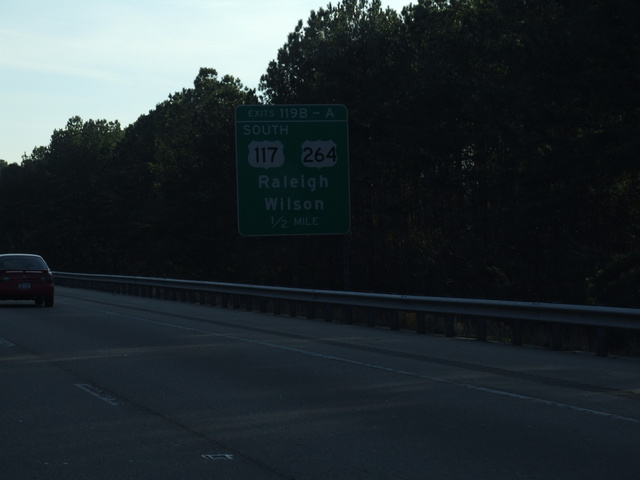 EXITS 119B - A
SOUTH
117 264
Raleigh
Wilson
1/2 MILE